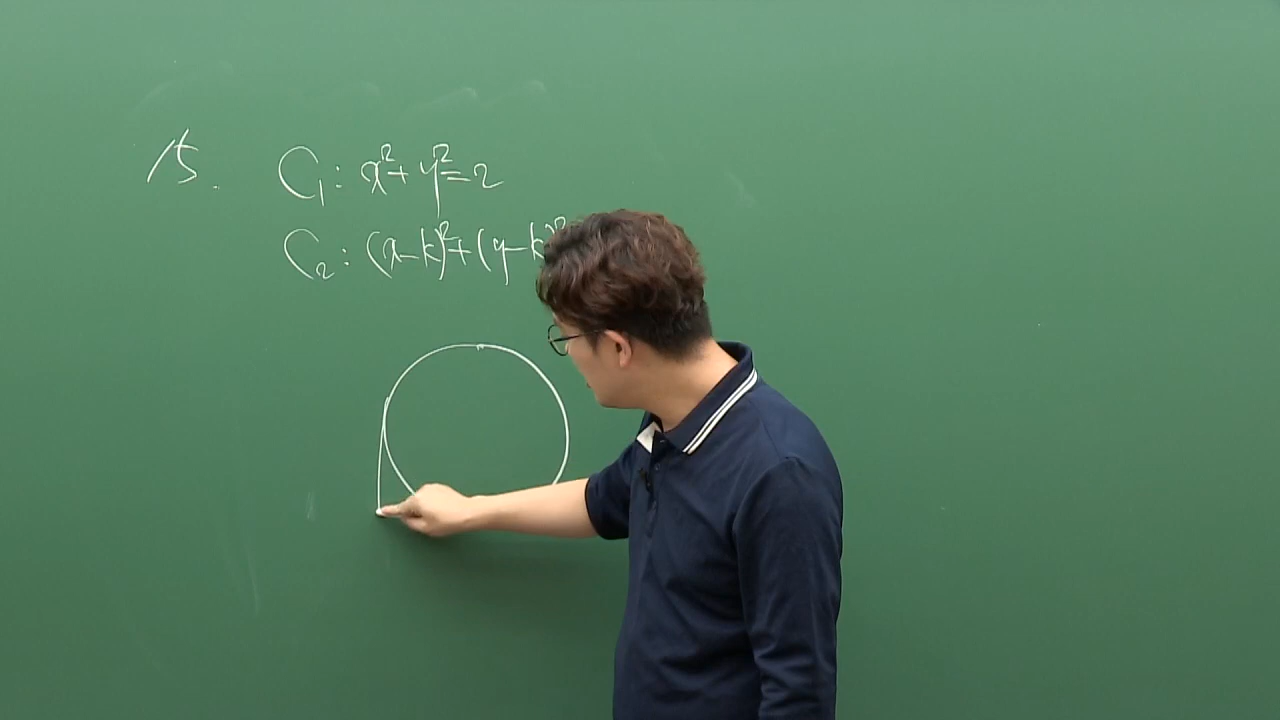 15. C₁: x²+y²=2
C₂: (x-k)²+(y-k)²